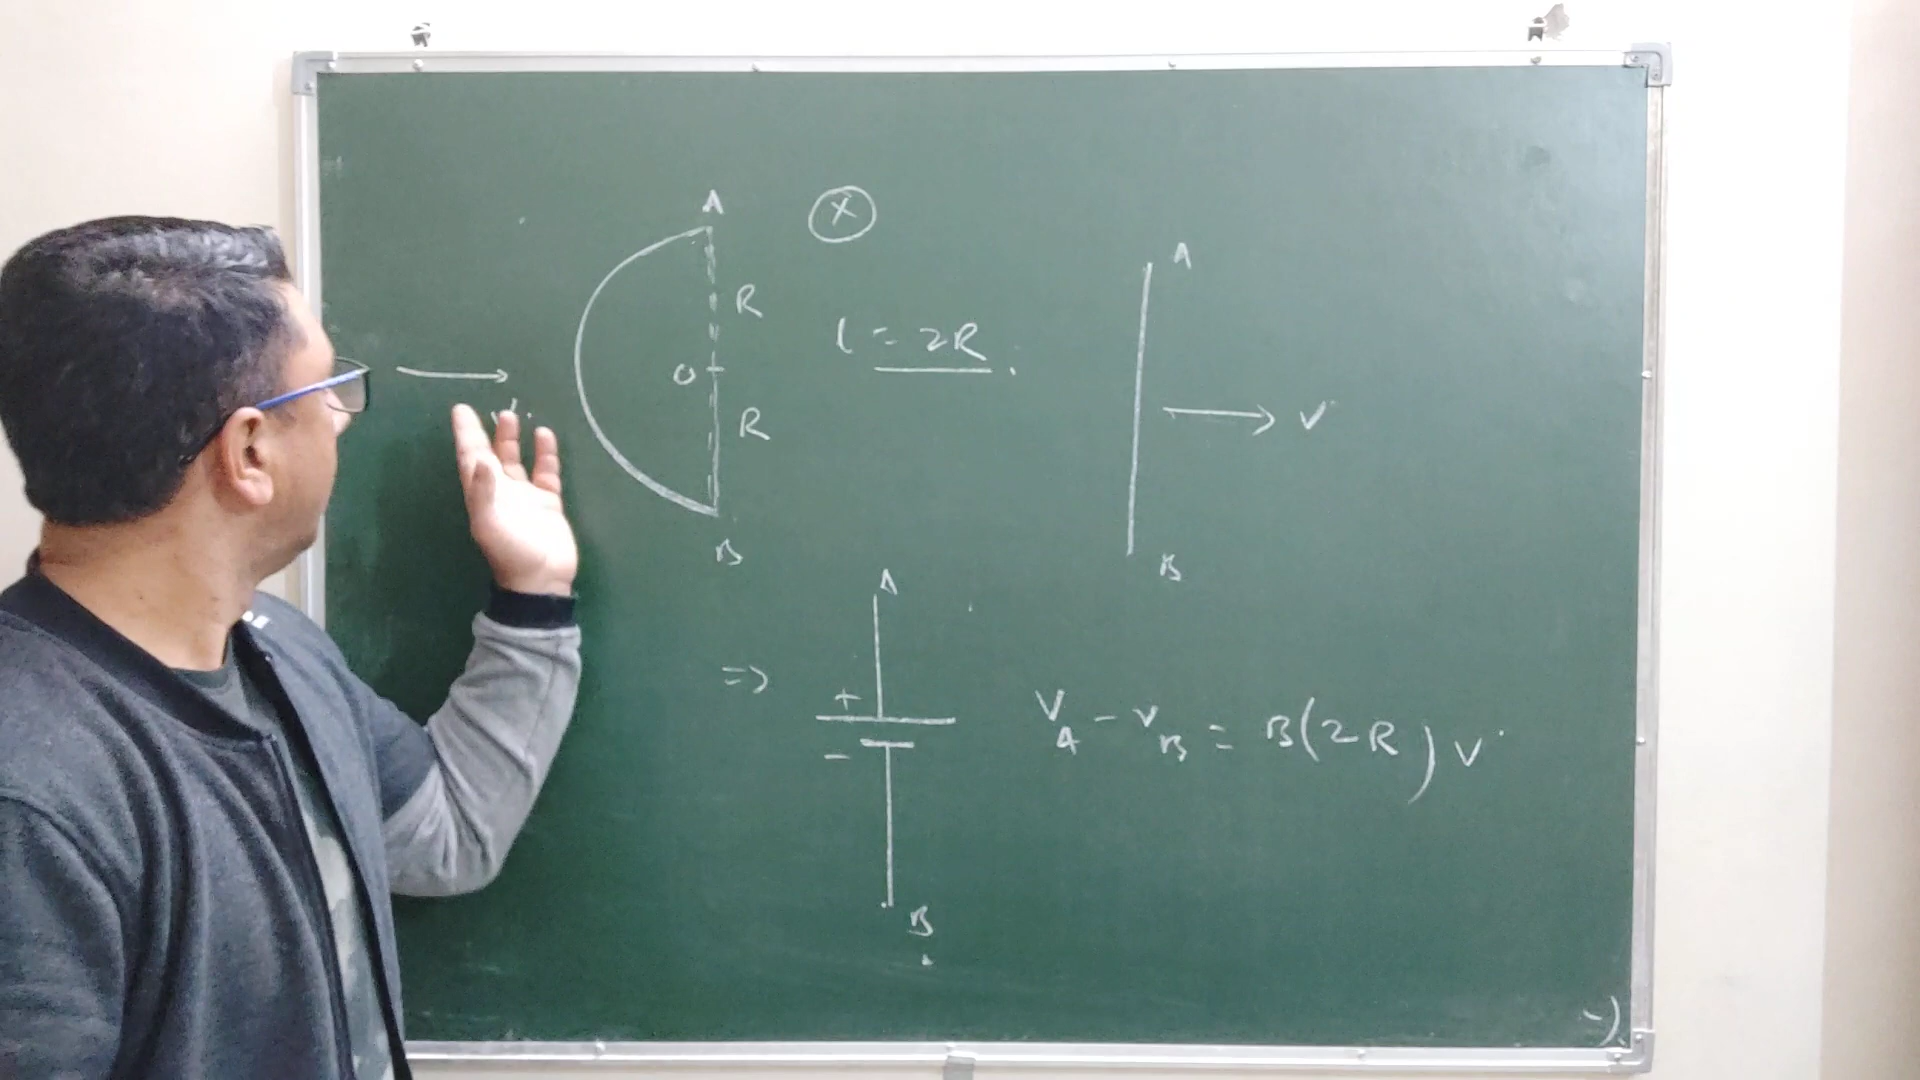 A
X
R
l = 2R.
O
R
B
v.
A
v
B
A
=> + −
V_A − V_B = B(2R)v
B